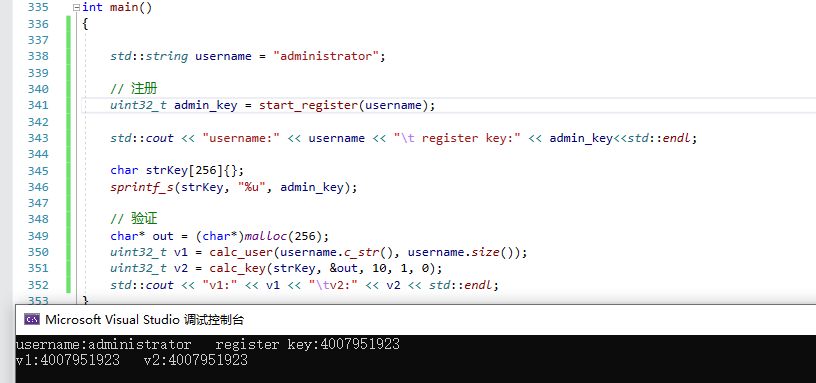 335 int main()
336 {
337
338 std::string username = "administrator";
339
340 // 注册
341 uint32_t admin_key = start_register(username);
342
343 std::cout << "username:" << username << "\t register key:" << admin_key<<std::endl;
344
345 char strKey[256]{};
346 sprintf_s(strKey, "%u", admin_key);
347
348 // 验证
349 char* out = (char*)malloc(256);
350 uint32_t v1 = calc_user(username.c_str(), username.size());
351 uint32_t v2 = calc_key(strKey, &out, 10, 1, 0);
352 std::cout << "v1:" << v1 << "\tv2:" << v2 << std::endl;
353 }
Microsoft Visual Studio 调试控制台
username:administrator register key:4007951923
v1:4007951923 v2:4007951923